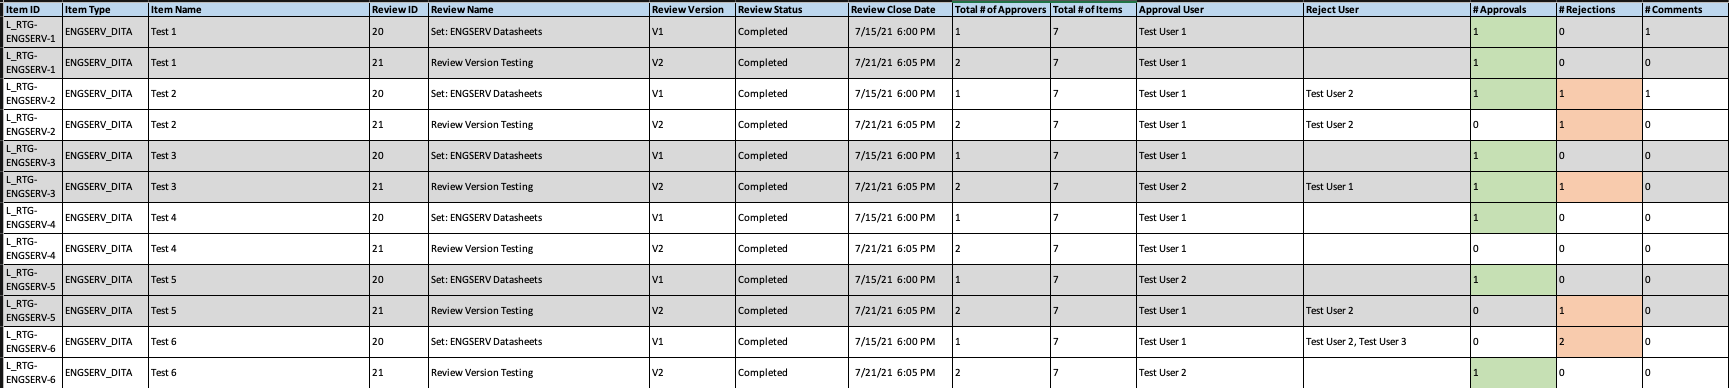 Item ID Item Type Item Name Review ID Review Name Review Version Review Status Review Close Date Total # of Approvers Total # of Items Approval User Reject User # Approvals # Rejections # Comments
L_RTG-
ENGSERV-1 ENGSERV_DITA Test 1 20 Set: ENGSERV Datasheets V1 Completed 7/15/21 6:00 PM 1 7 Test User 1 1 0 1
L_RTG-
ENGSERV-1 ENGSERV_DITA Test 1 21 Review Version Testing V2 Completed 7/21/21 6:05 PM 2 7 Test User 1 1 0 0
L_RTG-
ENGSERV-2 ENGSERV_DITA Test 2 20 Set: ENGSERV Datasheets V1 Completed 7/15/21 6:00 PM 1 7 Test User 1 Test User 2 1 1 1
L_RTG-
ENGSERV-2 ENGSERV_DITA Test 2 21 Review Version Testing V2 Completed 7/21/21 6:05 PM 2 7 Test User 1 Test User 2 0 1 0
L_RTG-
ENGSERV-3 ENGSERV_DITA Test 3 20 Set: ENGSERV Datasheets V1 Completed 7/15/21 6:00 PM 1 7 Test User 1 1 0 0
L_RTG-
ENGSERV-3 ENGSERV_DITA Test 3 21 Review Version Testing V2 Completed 7/21/21 6:05 PM 2 7 Test User 2 Test User 1 1 1 0
L_RTG-
ENGSERV-4 ENGSERV_DITA Test 4 20 Set: ENGSERV Datasheets V1 Completed 7/15/21 6:00 PM 1 7 Test User 1 1 0 0
L_RTG-
ENGSERV-4 ENGSERV_DITA Test 4 21 Review Version Testing V2 Completed 7/21/21 6:05 PM 2 7 Test User 1 0 0 0
L_RTG-
ENGSERV-5 ENGSERV_DITA Test 5 20 Set: ENGSERV Datasheets V1 Completed 7/15/21 6:00 PM 1 7 Test User 2 1 0 0
L_RTG-
ENGSERV-5 ENGSERV_DITA Test 5 21 Review Version Testing V2 Completed 7/21/21 6:05 PM 2 7 Test User 1 Test User 2 0 1 0
L_RTG-
ENGSERV-6 ENGSERV_DITA Test 6 20 Set: ENGSERV Datasheets V1 Completed 7/15/21 6:00 PM 1 7 Test User 1 Test User 2, Test User 3 0 2 0
L_RTG-
ENGSERV-6 ENGSERV_DITA Test 6 21 Review Version Testing V2 Completed 7/21/21 6:05 PM 2 7 Test User 2 1 0 0